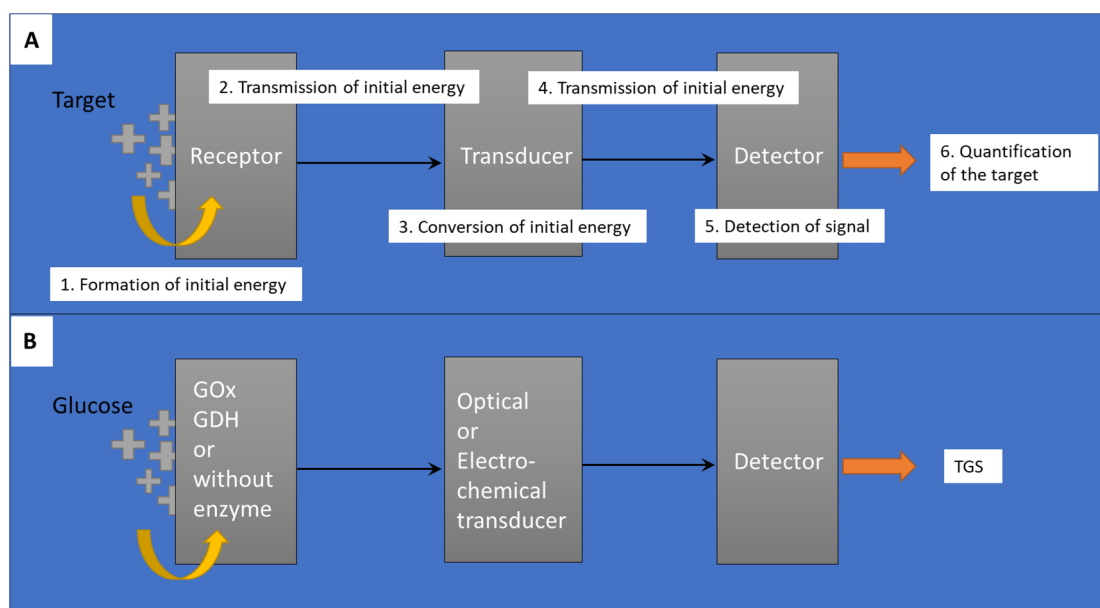 A
Target
2. Transmission of initial energy
4. Transmission of initial energy
Receptor
Transducer
Detector
6. Quantification
of the target
3. Conversion of initial energy
5. Detection of signal
1. Formation of initial energy
B
Glucose
GOx
GDH
or
without
enzyme
Optical
or
Electro-
chemical
transducer
Detector
TGS